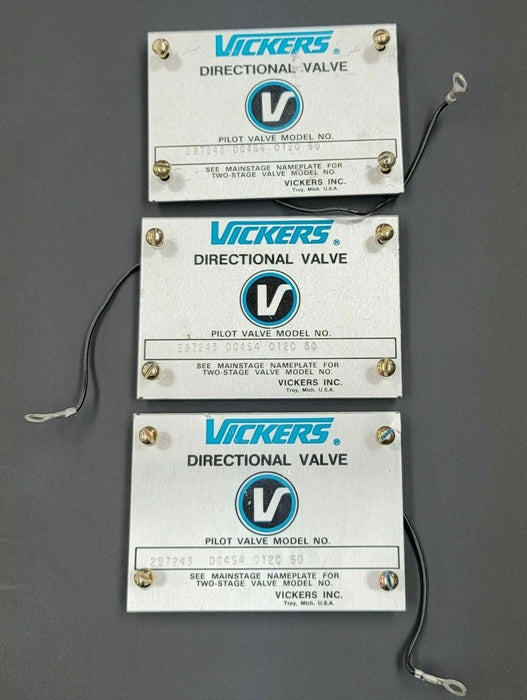 VICKERS®
DIRECTIONAL VALVE
V
PILOT VALVE MODEL NO.
297243 DG4S4 012C 50
SEE MAINSTAGE NAMEPLATE FOR
TWO-STAGE VALVE MODEL NO.
VICKERS INC.
Troy, Mich. U.S.A.
VICKERS®
DIRECTIONAL VALVE
V
PILOT VALVE MODEL NO.
297243 DG4S4 012C 50
SEE MAINSTAGE NAMEPLATE FOR
TWO-STAGE VALVE MODEL NO.
VICKERS INC.
Troy, Mich. U.S.A.
VICKERS®
DIRECTIONAL VALVE
V
PILOT VALVE MODEL NO.
297243 DG4S4 012C 50
SEE MAINSTAGE NAMEPLATE FOR
TWO-STAGE VALVE MODEL NO.
VICKERS INC.
Troy, Mich. U.S.A.